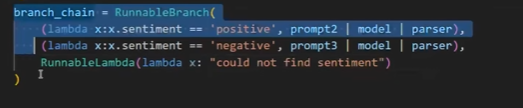 branch_chain = RunnableBranch(
(lambda x:x.sentiment == 'positive', prompt2 | model | parser),
(lambda x:x.sentiment == 'negative', prompt3 | model | parser),
RunnableLambda(lambda x: "could not find sentiment")
)